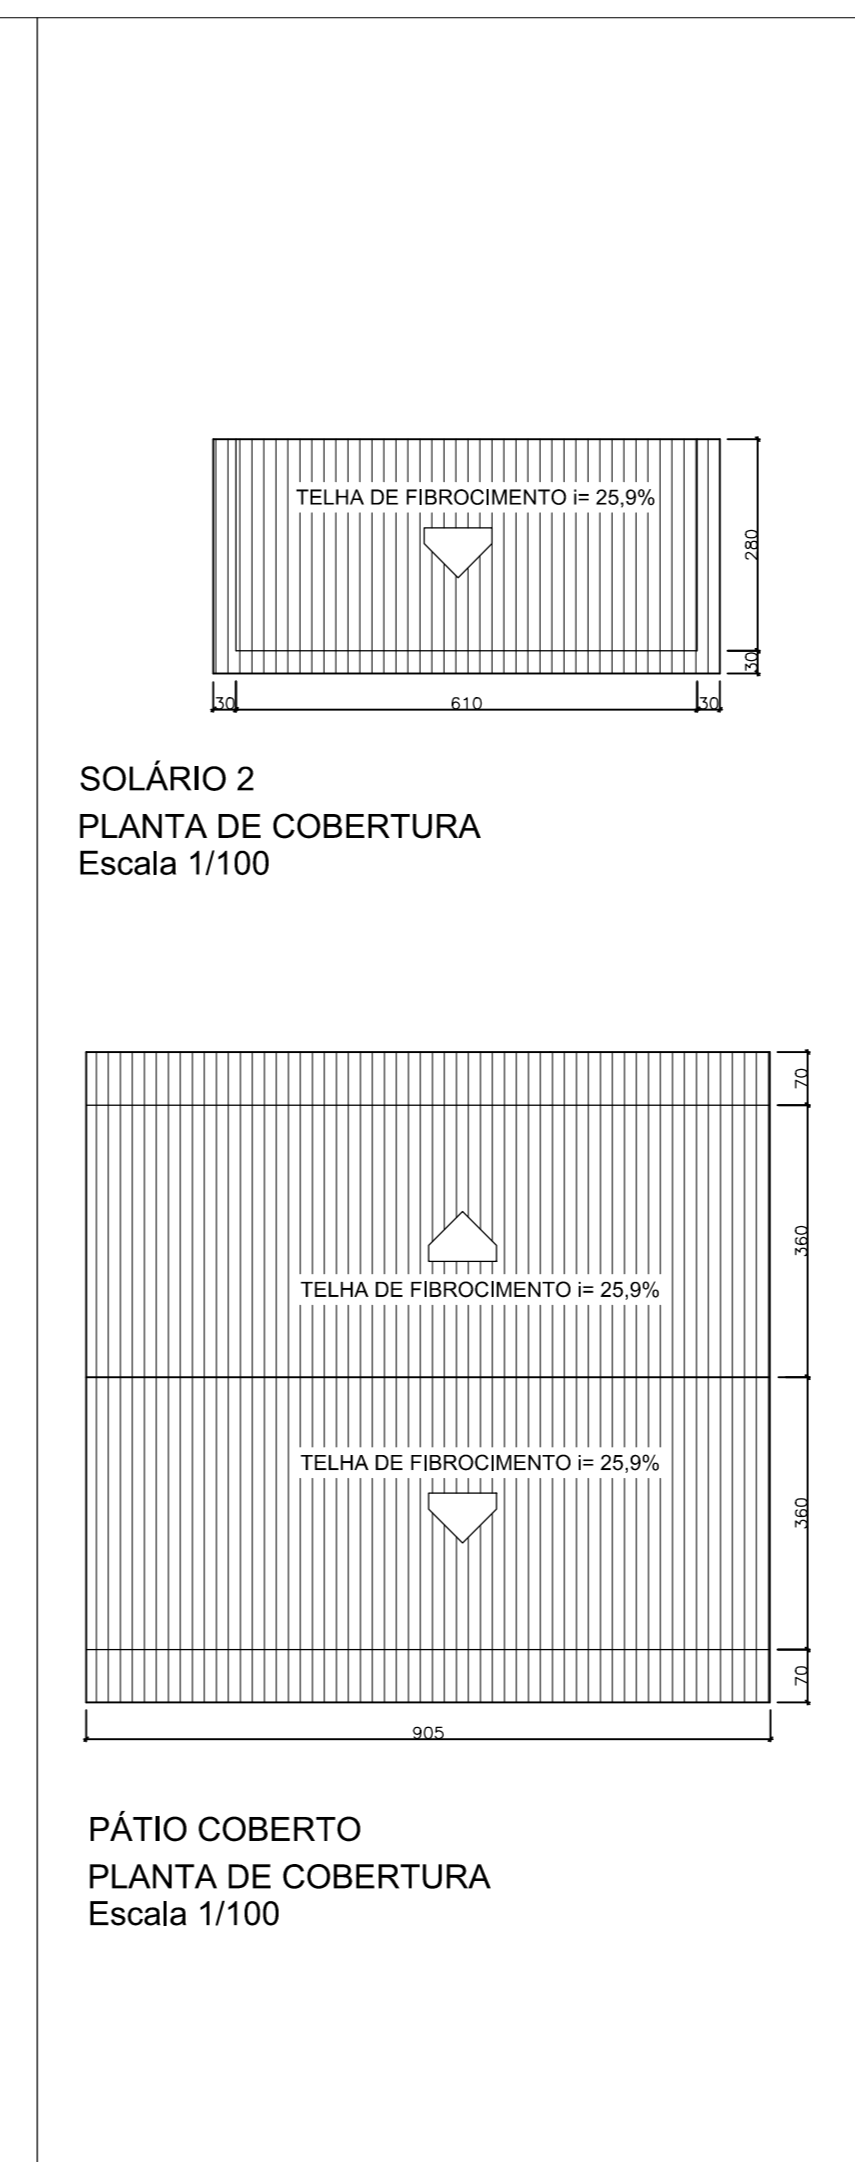 TELHA DE FIBROCIMENTO i= 25,9%
280
30
30
610
30
SOLÁRIO 2
PLANTA DE COBERTURA
Escala 1/100
70
360
TELHA DE FIBROCIMENTO i= 25,9%
TELHA DE FIBROCIMENTO i= 25,9%
360
70
905
PÁTIO COBERTO
PLANTA DE COBERTURA
Escala 1/100